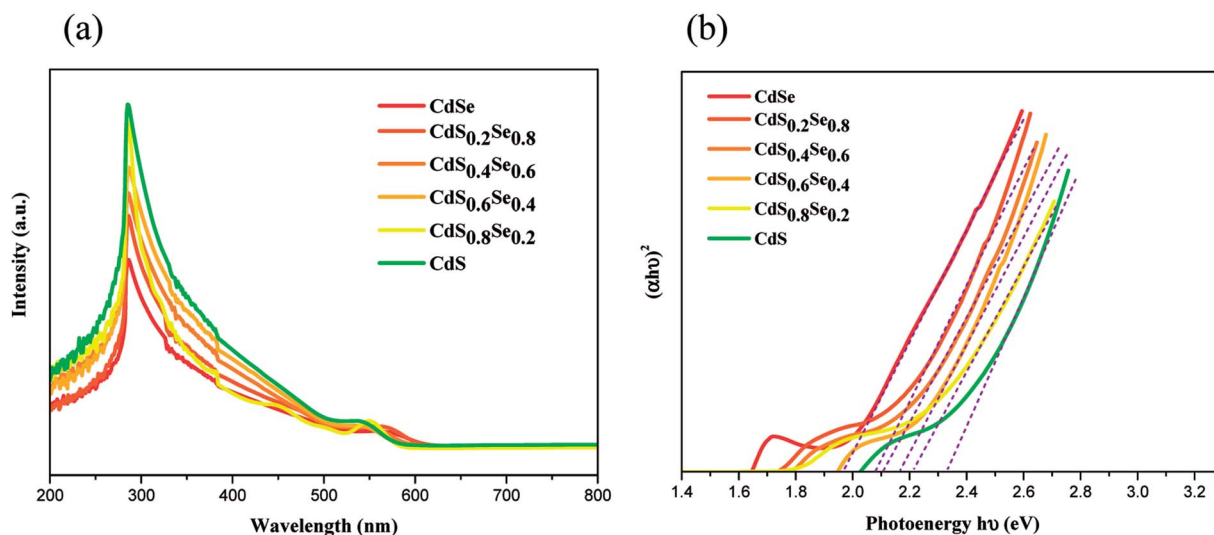 (a)
Intensity (a.u.)
CdSe
CdS0.2Se0.8
CdS0.4Se0.6
CdS0.6Se0.4
CdS0.8Se0.2
CdS
200 300 400 500 600 700 800
Wavelength (nm)
(b)
(αhυ)²
CdSe
CdS0.2Se0.8
CdS0.4Se0.6
CdS0.6Se0.4
CdS0.8Se0.2
CdS
1.4 1.6 1.8 2.0 2.2 2.4 2.6 2.8 3.0 3.2
Photoenergy hυ (eV)